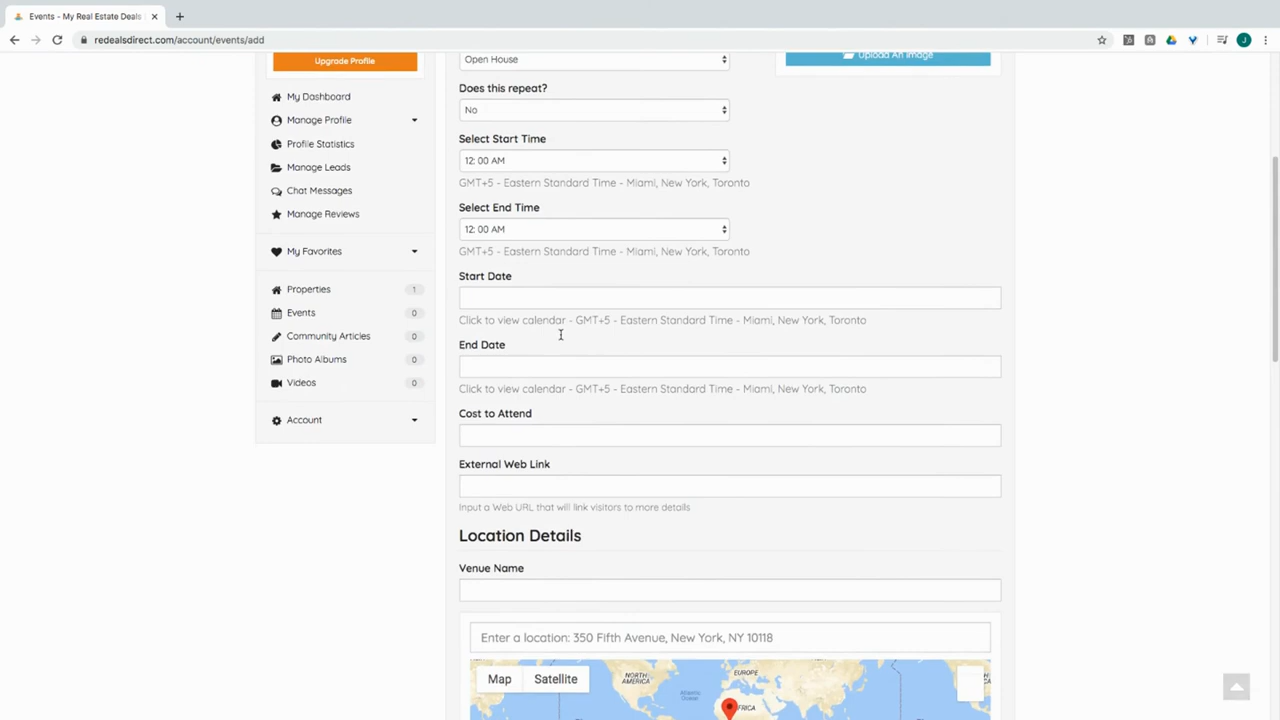 Events - My Real Estate Deals
redealsdirect.com/account/events/add
J
Upgrade Profile
My Dashboard
Manage Profile
Profile Statistics
Manage Leads
Chat Messages
Manage Reviews
My Favorites
Properties 1
Events 0
Community Articles 0
Photo Albums 0
Videos 0
Account
Open House
Upload An Image
Does this repeat?
No
Select Start Time
12: 00 AM
GMT+5 - Eastern Standard Time - Miami, New York, Toronto
Select End Time
12: 00 AM
GMT+5 - Eastern Standard Time - Miami, New York, Toronto
Start Date
Click to view calendar - GMT+5 - Eastern Standard Time - Miami, New York, Toronto
End Date
Click to view calendar - GMT+5 - Eastern Standard Time - Miami, New York, Toronto
Cost to Attend
External Web Link
Input a Web URL that will link visitors to more details
Location Details
Venue Name
Enter a location: 350 Fifth Avenue, New York, NY 10118
Map Satellite
NORTH AMERICA
Atlantic Ocean
EUROPE
AFRICA
ASIA
NORTH AMERICA